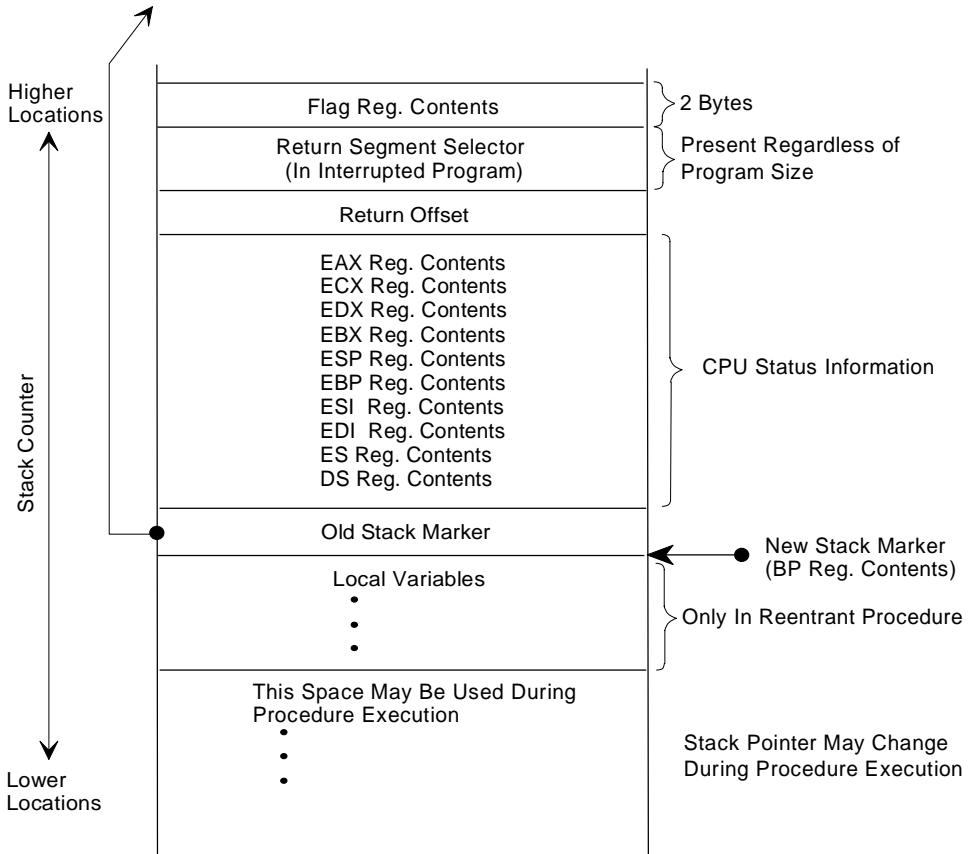 Higher
Locations
Flag Reg. Contents
2 Bytes
Return Segment Selector
(In Interrupted Program)
Present Regardless of
Program Size
Return Offset
EAX Reg. Contents
ECX Reg. Contents
EDX Reg. Contents
EBX Reg. Contents
ESP Reg. Contents
EBP Reg. Contents
ESI Reg. Contents
EDI Reg. Contents
ES Reg. Contents
DS Reg. Contents
CPU Status Information
Stack Counter
Old Stack Marker
New Stack Marker
(BP Reg. Contents)
Local Variables
Only In Reentrant Procedure
This Space May Be Used During
Procedure Execution
Stack Pointer May Change
During Procedure Execution
Lower
Locations